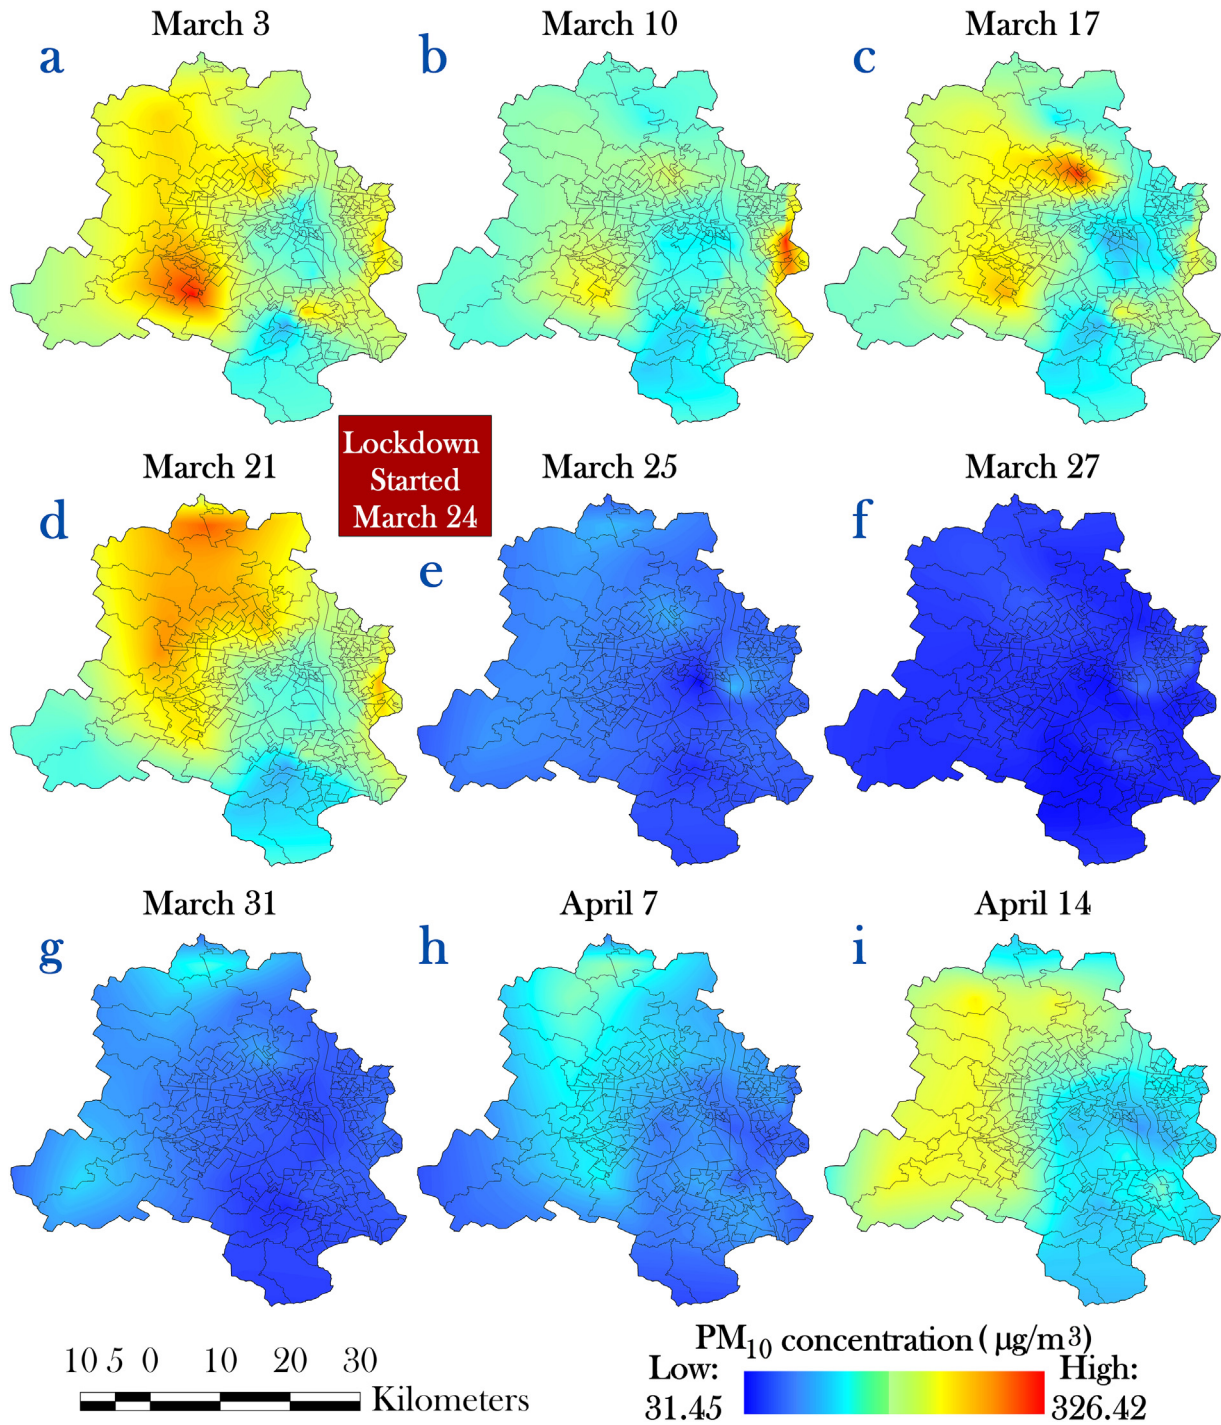 March 3
March 10
March 17
a
b
c
Lockdown
Started
March 24
March 21
March 25
March 27
d
e
f
March 31
April 7
April 14
g
h
i
10 5 0 10 20 30
Kilometers
PM10 concentration ( μg/m3)
Low:
31.45
High:
326.42